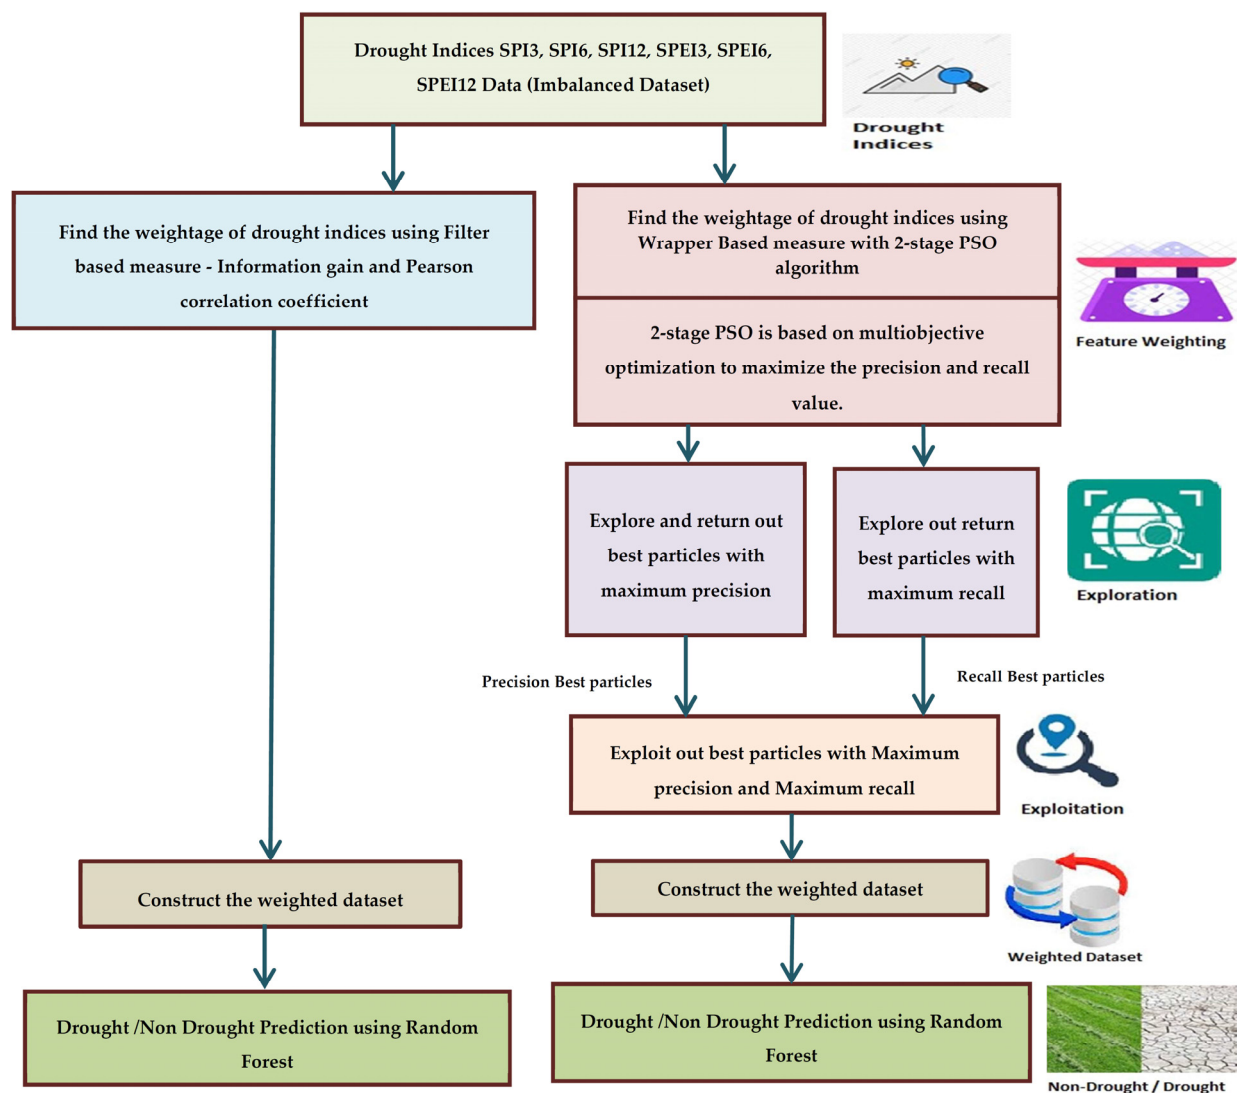 Drought Indices SPI3, SPI6, SPI12, SPEI3, SPEI6,
SPEI12 Data (Imbalanced Dataset)
Drought
Indices
Find the weightage of drought indices using Filter
based measure - Information gain and Pearson
correlation coefficient
Find the weightage of drought indices using
Wrapper Based measure with 2-stage PSO
algorithm
2-stage PSO is based on multiobjective
optimization to maximize the precision and recall
value.
Feature Weighting
Explore and return out
best particles with
maximum precision
Explore out return
best particles with
maximum recall
Exploration
Precision Best particles
Recall Best particles
Exploit out best particles with Maximum
precision and Maximum recall
Exploitation
Construct the weighted dataset
Construct the weighted dataset
Weighted Dataset
Drought /Non Drought Prediction using Random
Forest
Drought /Non Drought Prediction using Random
Forest
Non-Drought / Drought